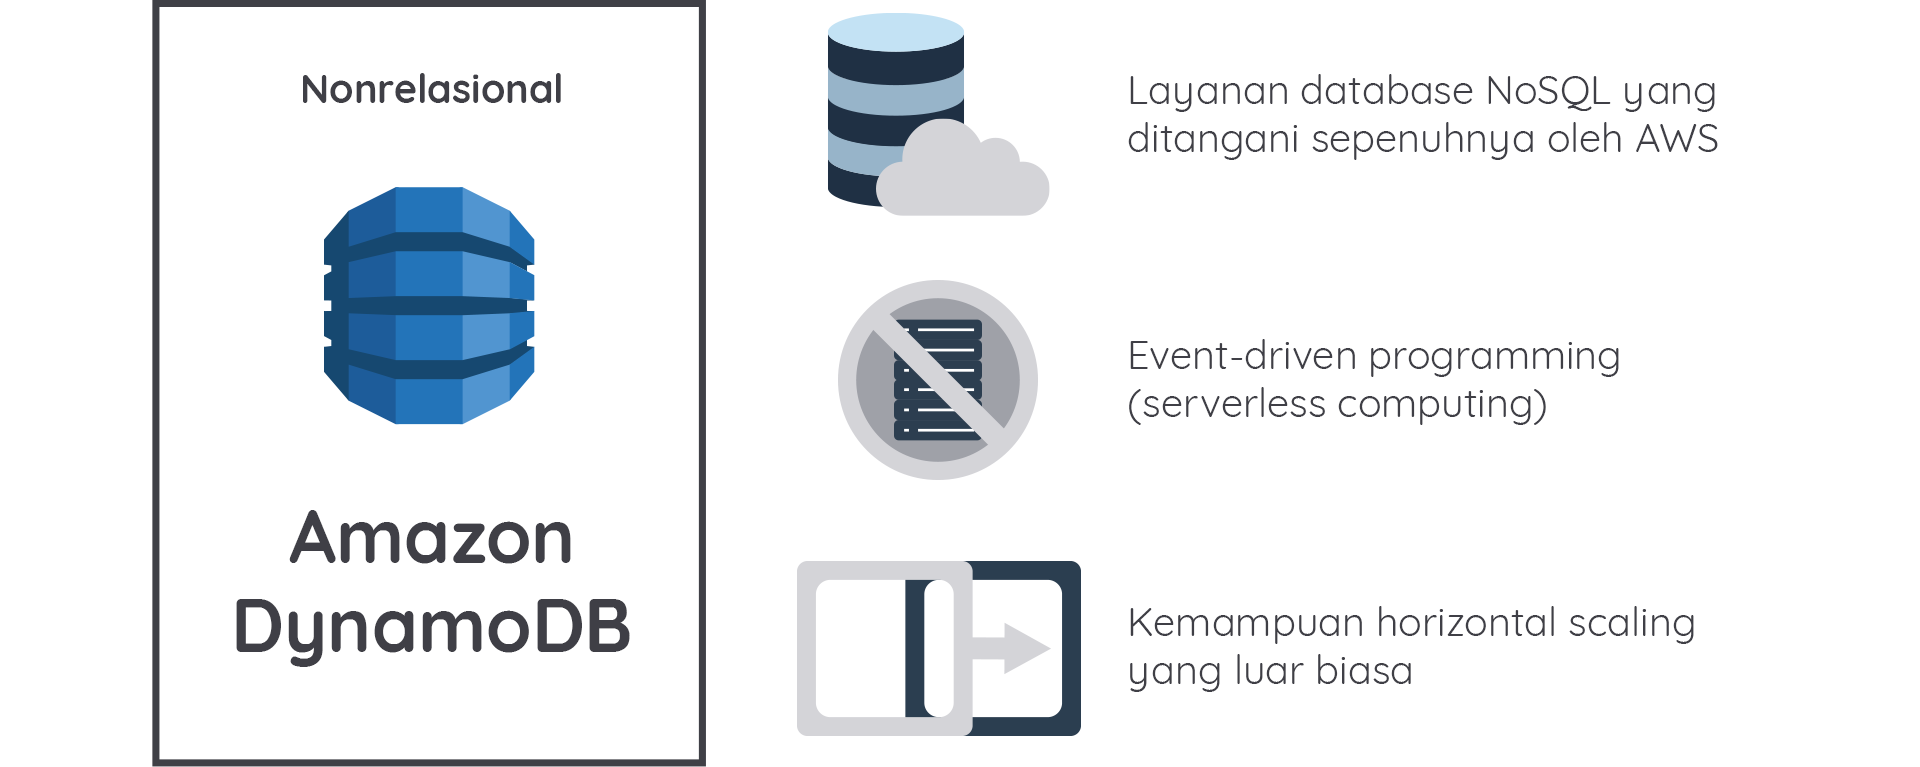 Nonrelasional
Amazon
DynamoDB
Layanan database NoSQL yang
ditangani sepenuhnya oleh AWS
Event-driven programming
(serverless computing)
Kemampuan horizontal scaling
yang luar biasa